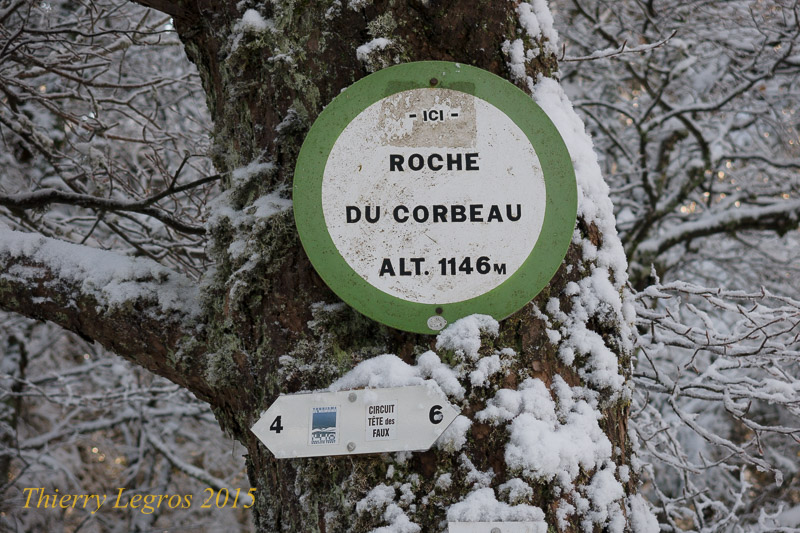 - ICI -
ROCHE
DU CORBEAU
ALT. 1146M
4
CIRCUIT
TÊTE des
FAUX
6
Thierry Legros 2015